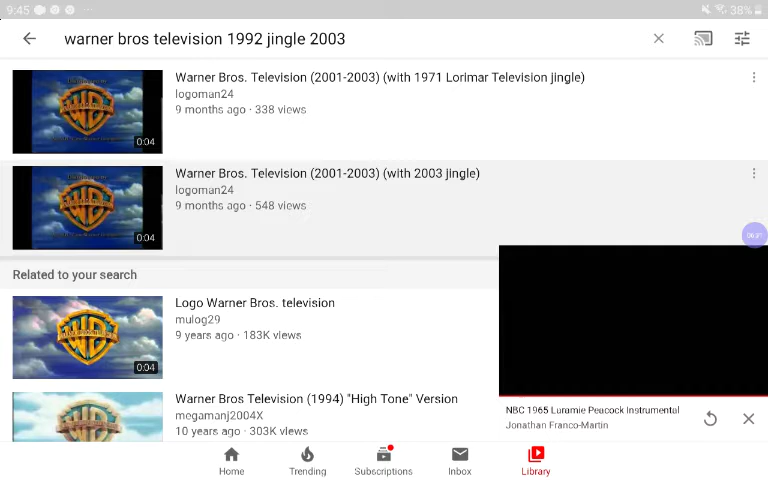 9:45
38%
warner bros television 1992 jingle 2003
Warner Bros. Television (2001-2003) (with 1971 Lorimar Television jingle)
logoman24
9 months ago · 338 views
0:04
Warner Bros. Television (2001-2003) (with 2003 jingle)
logoman24
9 months ago · 548 views
0:04
Related to your search
Logo Warner Bros. television
mulog29
9 years ago · 183K views
0:04
Warner Bros Television (1994) "High Tone" Version
megamanj2004X
10 years ago · 303K views
NBC 1965 Luramie Peacock Instrumental
Jonathan Franco-Martin
Home
Trending
Subscriptions
Inbox
Library